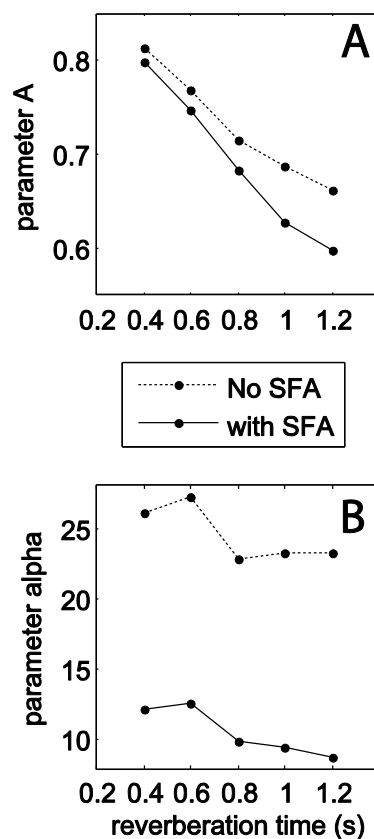 A
parameter A
0.8
0.7
0.6
0.2 0.4 0.6 0.8 1 1.2
No SFA
with SFA
B
parameter alpha
25
20
15
10
0.2 0.4 0.6 0.8 1 1.2
reverberation time (s)